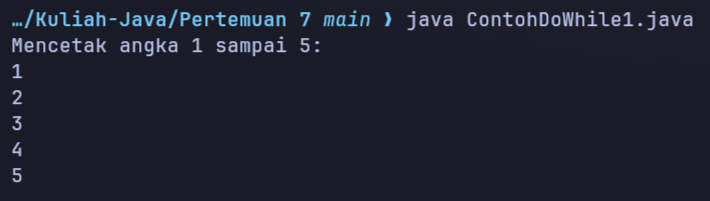 …/Kuliah-Java/Pertemuan 7 main ❯ java ContohDoWhile1.java
Mencetak angka 1 sampai 5:
1
2
3
4
5